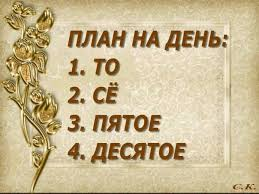 ПЛАН НА ДЕНЬ:
1. ТО
2. СЁ
3. ПЯТОЕ
4. ДЕСЯТОЕ
С.К.